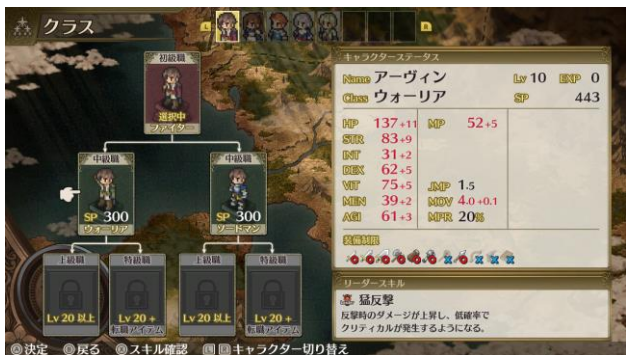 クラス
L
R
初級職
選択中
ファイター
中級職
SP 300
ウォーリア
中級職
SP 300
ソードマン
上級職
Lv 20 以上
特級職
Lv 20 +
転職アイテム
上級職
Lv 20 以上
特級職
Lv 20 +
転職アイテム
キャラクターステータス
Name アーヴィン Lv 10 EXP 0
Class ウォーリア SP 443
HP 137+11 MP 52+5
STR 83+9
INT 31+2
DEX 62+5
VIT 75+5 JMP 1.5
MEN 39+2 MOV 4.0+0.1
AGI 61+3 MPR 20%
装備制限
リーダースキル
猛反撃
反撃時のダメージが上昇し、低確率で
クリティカルが発生するようになる。
決定 戻る スキル確認 L R キャラクター切り替え